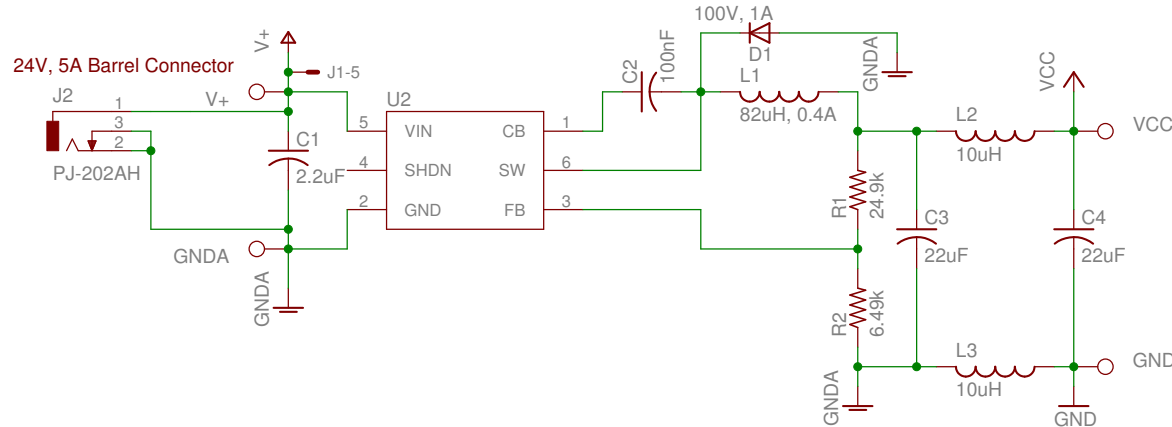 24V, 5A Barrel Connector
J2
1
3
2
PJ-202AH
V+
V+
J1-5
C1
2.2uF
GNDA
GNDA
U2
5
VIN
CB
1
4
SHDN
SW
6
2
GND
FB
3
C2
100nF
100V, 1A
D1
GNDA
L1
82uH, 0.4A
R1
24.9k
R2
6.49k
GNDA
C3
22uF
L2
10uH
L3
10uH
VCC
VCC
C4
22uF
GND
GND